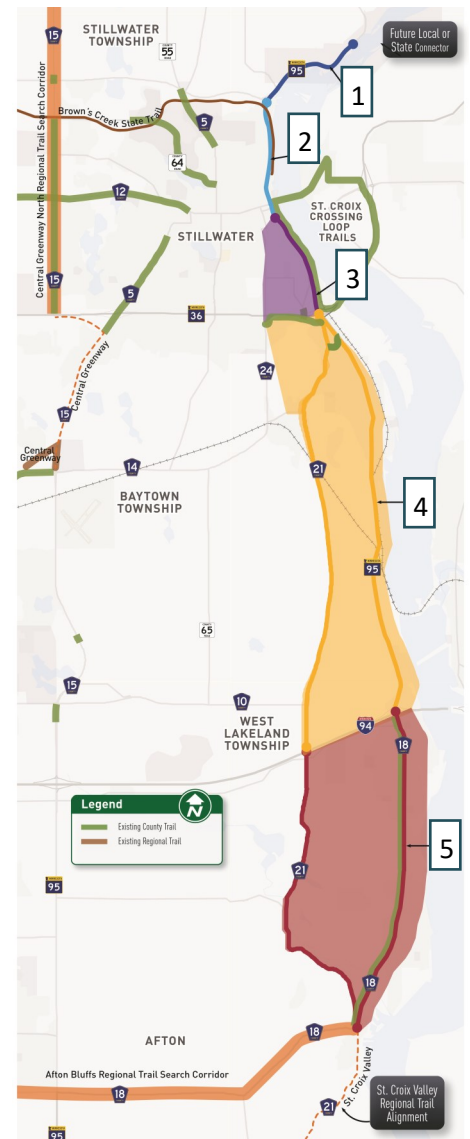 STILLWATER
TOWNSHIP
15
COUNTY
55
ROAD
95
Future Local or
State Connector
1
Brown's Creek State Trail
5
2
COUNTY
64
ROAD
12
Central Greenway North Regional Trail Search Corridor
STILLWATER
ST. CROIX
CROSSING
LOOP
TRAILS
15
5
3
36
Central Greenway
24
15
Central
Greenway
14
21
BAYTOWN
TOWNSHIP
4
95
65
15
10
WEST
LAKELAND
TOWNSHIP
94
18
Legend
N
Existing County Trail
Existing Regional Trail
5
21
95
18
AFTON
18
Afton Bluffs Regional Trail Search Corridor
18
St. Croix Valley
21
St. Croix Valley
Regional Trail
Alignment
95